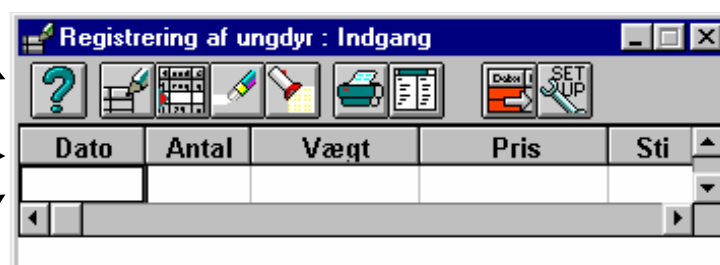 Registrering af ungdyr : Indgang
SET
UP
Dato Antal Vægt Pris Sti